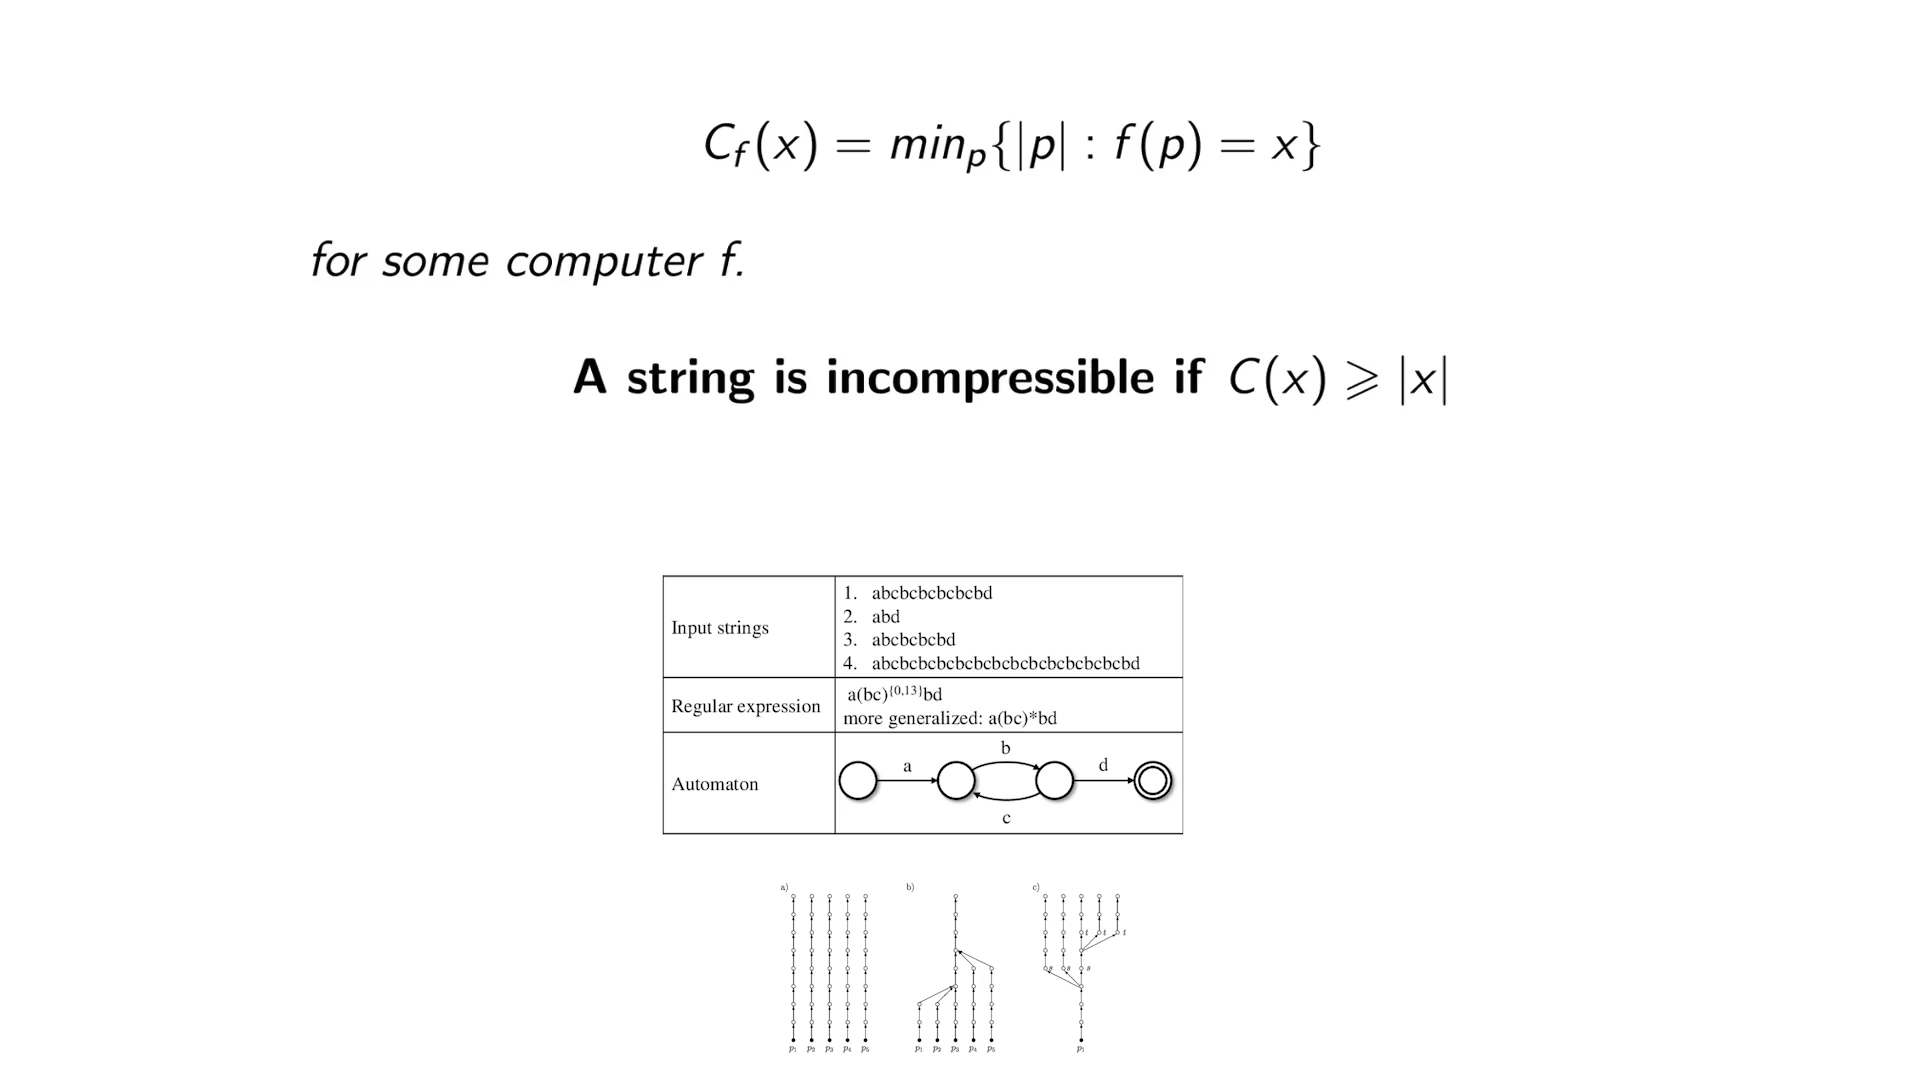 C_f(x) = min_p{|p| : f(p) = x}
for some computer f.
A string is incompressible if C(x) ⩾ |x|
Input strings
1. abcbcbcbcbcbd
2. abd
3. abcbcbcbd
4. abcbcbcbcbcbcbcbcbcbcbcbcbcbd
Regular expression
a(bc)^{0,13}bd
more generalized: a(bc)*bd
Automaton
a
b
c
d
a)
b)
c)
t t t
s s s
p₁ p₂ p₃ p₄ p₅
p₁ p₂ p₃ p₄ p₅
p₁